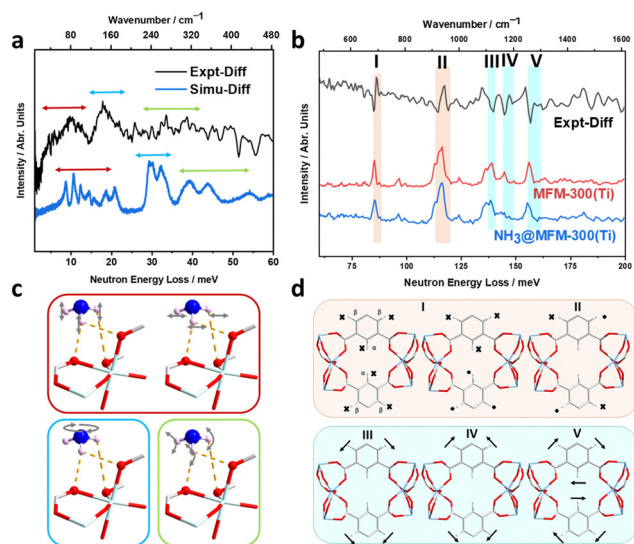 Wavenumber / cm⁻¹
0 80 160 240 320 400 480
a
Expt-Diff
Simu-Diff
Intensity / Abr. Units
10 20 30 40 50 60
Neutron Energy Loss / meV
Wavenumber / cm⁻¹
600 800 1000 1200 1400 1600
b
I II III IV V
Expt-Diff
MFM-300(Ti)
NH₃@MFM-300(Ti)
Intensity / Abr. Units
75 100 125 150 175 200
Neutron Energy Loss / meV
c
d
I II
β β
α
α
β β
III IV V